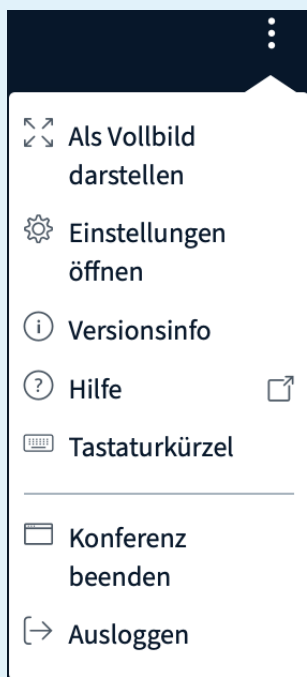 Als Vollbild
darstellen
Einstellungen
öffnen
Versionsinfo
Hilfe
Tastaturkürzel
Konferenz
beenden
Ausloggen